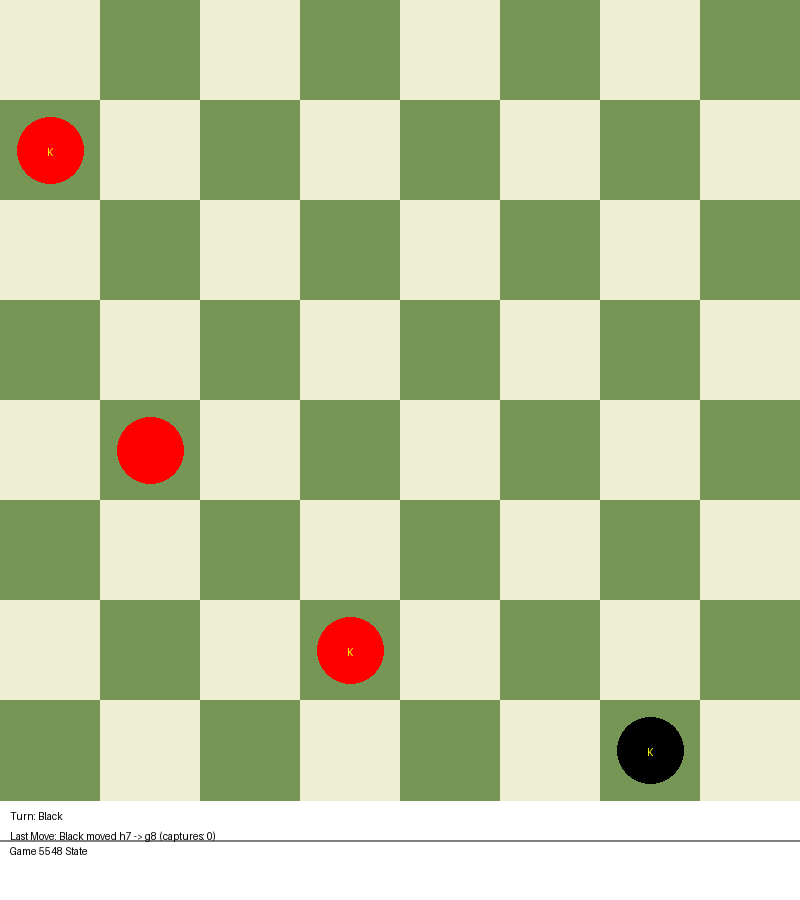 K
K
K
Turn: Black
Last Move: Black moved h7 -> g8 (captures: 0)
Game 5548 State